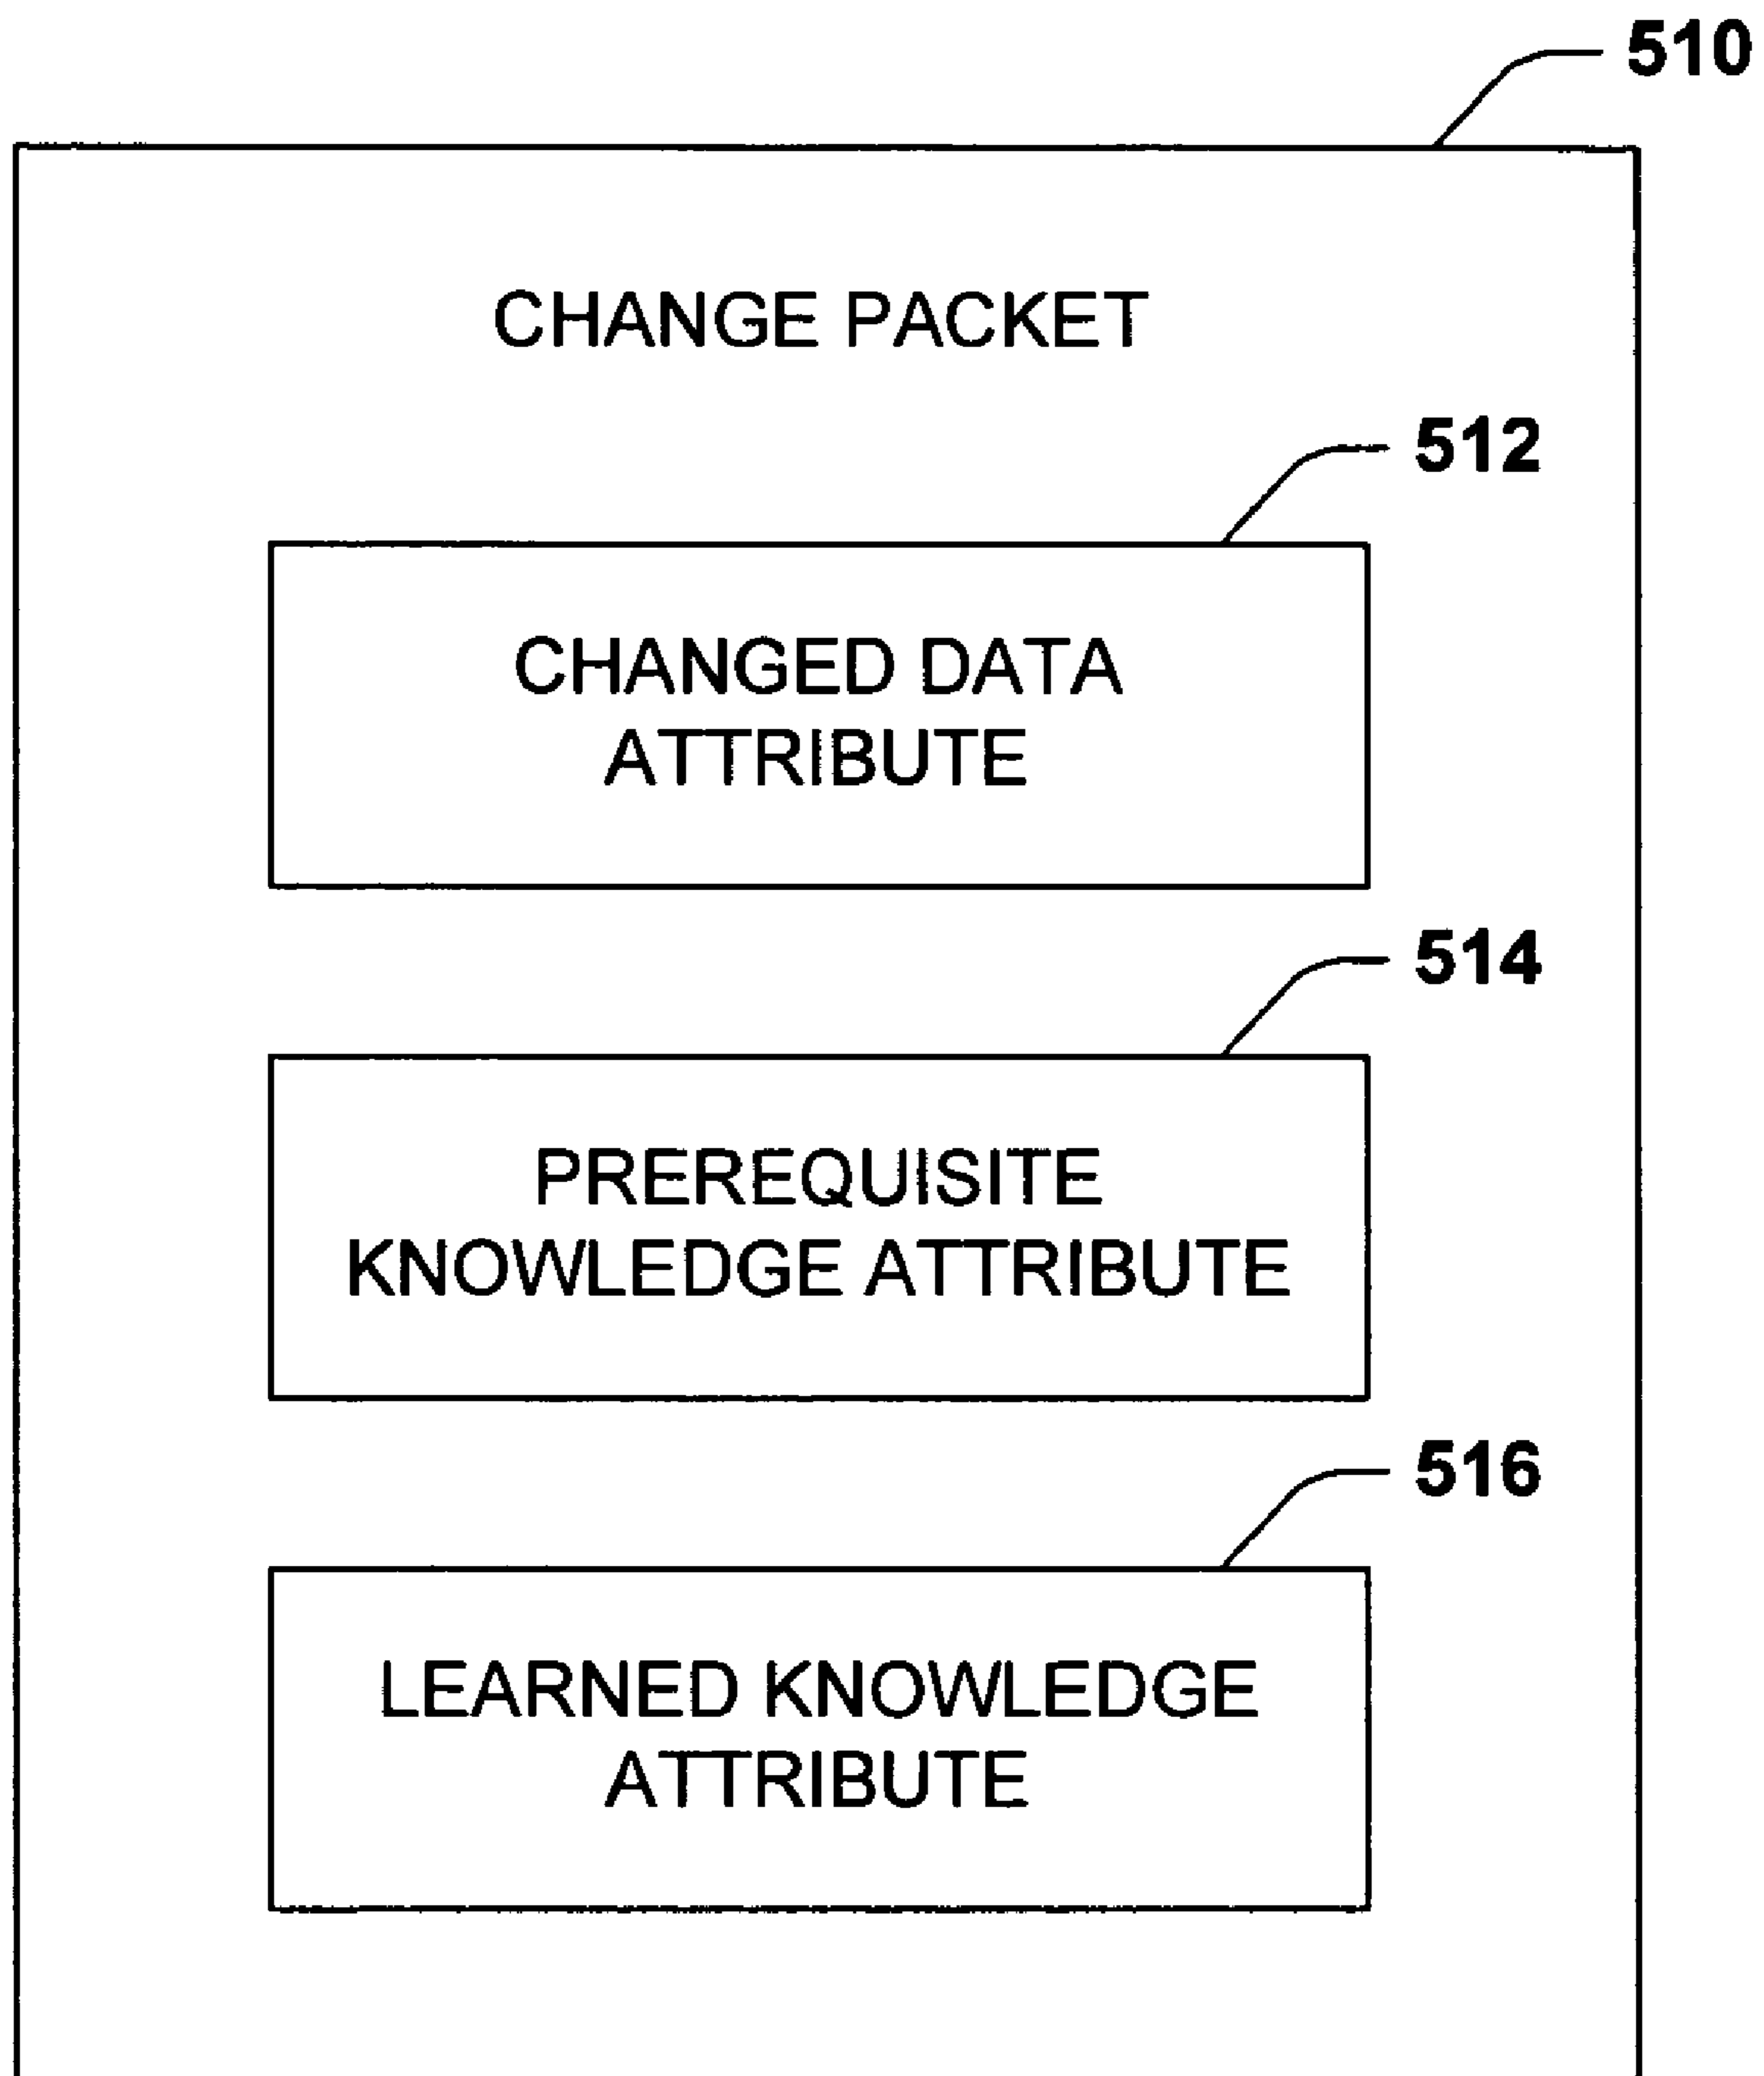 510
CHANGE PACKET
512
CHANGED DATA
ATTRIBUTE
514
PREREQUISITE
KNOWLEDGE ATTRIBUTE
516
LEARNED KNOWLEDGE
ATTRIBUTE